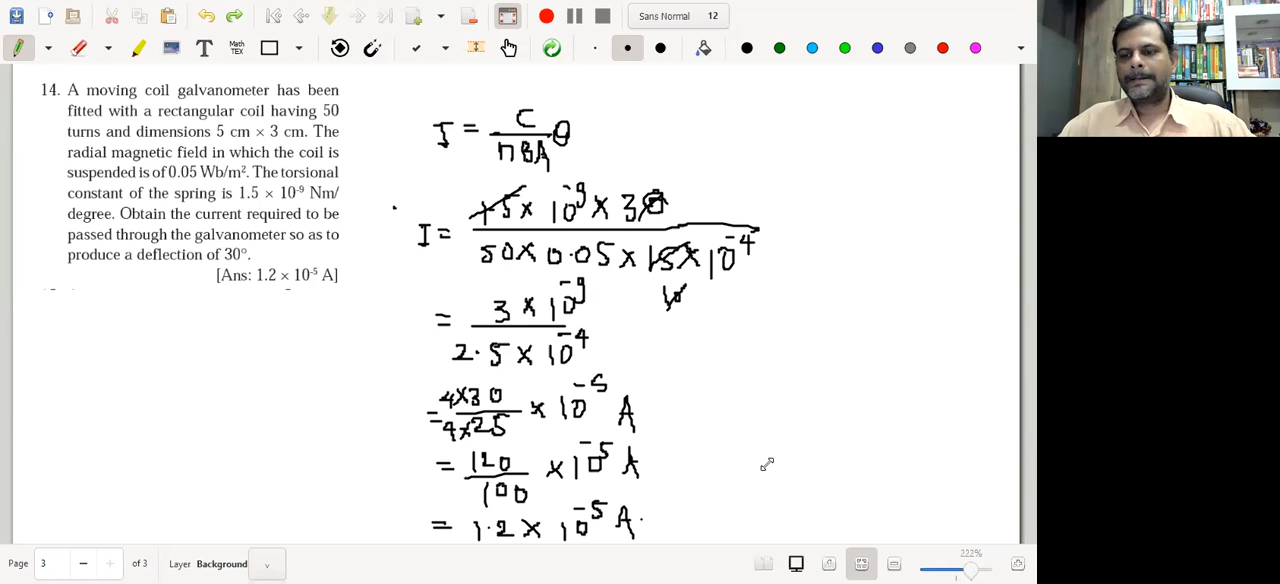 Sans Normal 12
T Math TEX
14. A moving coil galvanometer has been
fitted with a rectangular coil having 50
turns and dimensions 5 cm × 3 cm. The
radial magnetic field in which the coil is
suspended is of 0.05 Wb/m². The torsional
constant of the spring is 1.5 × 10⁻⁹ Nm/
degree. Obtain the current required to be
passed through the galvanometer so as to
produce a deflection of 30°.
[Ans: 1.2 × 10⁻⁵ A]
I = C/nBA θ
I = 1.5 × 10⁻⁹ × 30 / 50 × 0.05 × 15 × 10⁻⁴
10
= 3 × 10⁻⁹ / 2.5 × 10⁻⁴
= 4×30 / 4×25 × 10⁻⁵ A
= 120/100 × 10⁻⁵ A
= 1.2 × 10⁻⁵ A.
Page 3 of 3 Layer Background 222%